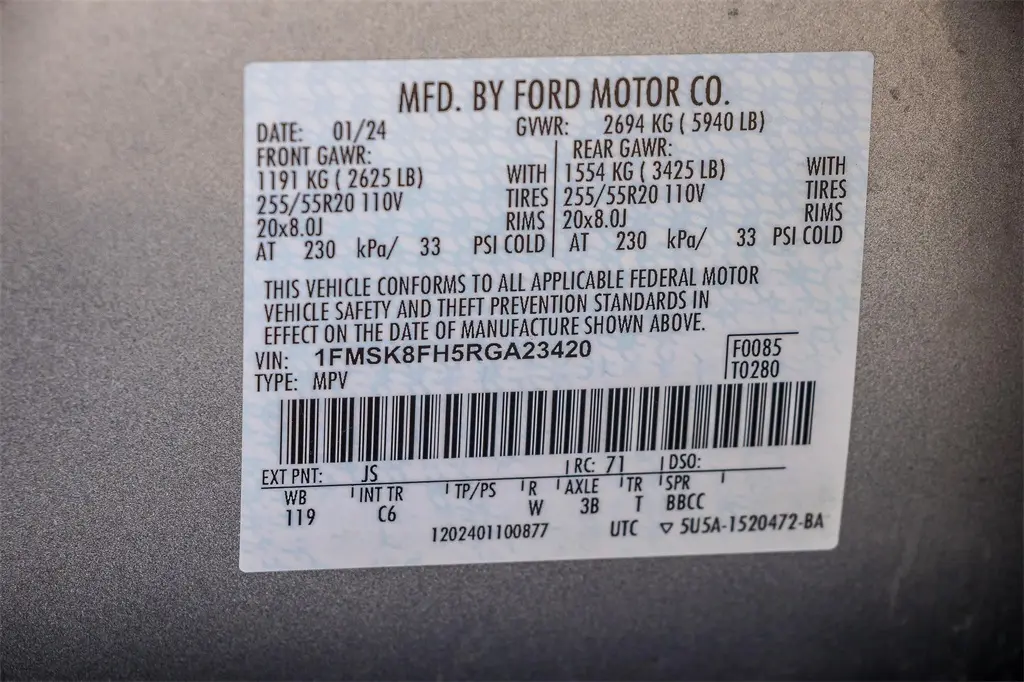 MFD. BY FORD MOTOR CO.
DATE: 01/24 GVWR: 2694 KG ( 5940 LB)
FRONT GAWR: REAR GAWR:
1191 KG ( 2625 LB) WITH 1554 KG ( 3425 LB) WITH
255/55R20 110V TIRES 255/55R20 110V TIRES
20x8.0J RIMS 20x8.0J RIMS
AT 230 kPa/ 33 PSI COLD AT 230 kPa/ 33 PSI COLD
THIS VEHICLE CONFORMS TO ALL APPLICABLE FEDERAL MOTOR
VEHICLE SAFETY AND THEFT PREVENTION STANDARDS IN
EFFECT ON THE DATE OF MANUFACTURE SHOWN ABOVE.
VIN: 1FMSK8FH5RGA23420 F0085
TYPE: MPV T0280
EXT PNT: JS RC: 71 DSO:
WB INT TR TP/PS R AXLE TR SPR
119 C6 W 3B T BBCC
1202401100877 UTC ▽ 5U5A-1520472-BA